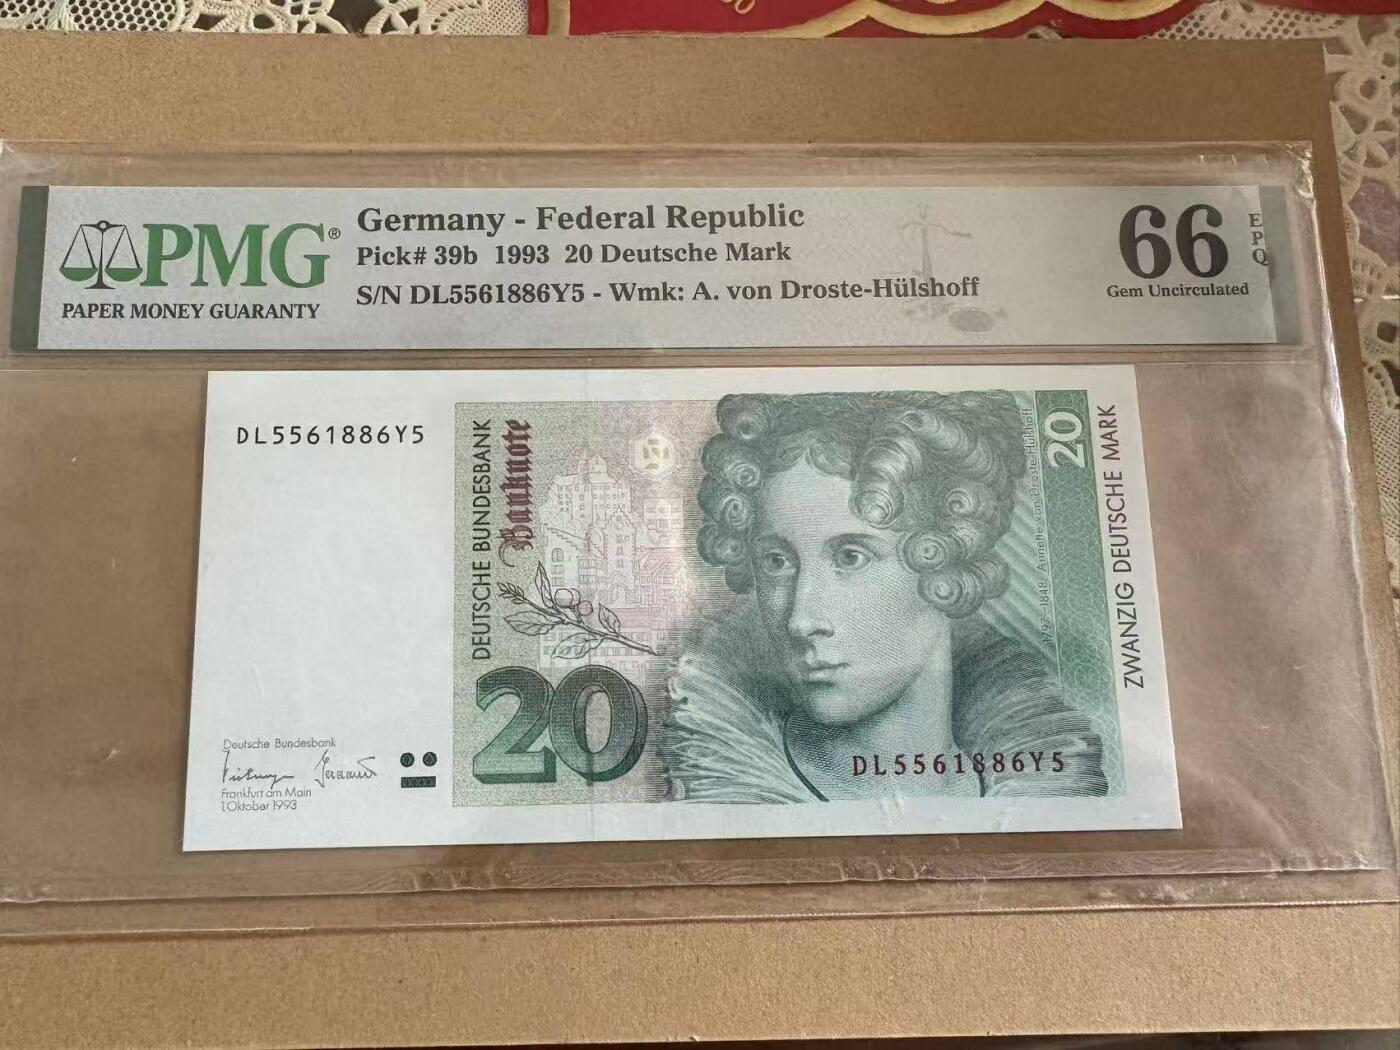 PMG®
PAPER MONEY GUARANTY
Germany - Federal Republic
Pick# 39b 1993 20 Deutsche Mark
S/N DL5561886Y5 - Wmk: A. von Droste-Hülshoff
66
EPQ
Gem Uncirculated
DL5561886Y5
DEUTSCHE BUNDESBANK
Banknote
20
Deutsche Bundesbank
Frankfurt am Main
1.Oktober 1993
1797–1848 Annette von Droste-Hülshoff
20
ZWANZIG DEUTSCHE MARK
DL5561886Y5